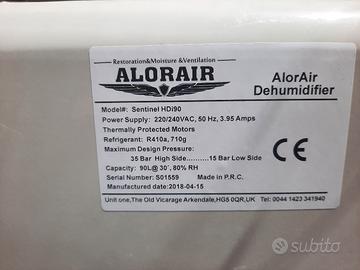 Restoration&Moisture &Ventilation
ALORAIR
AlorAir
Dehumidifier
Model#: Sentinel HDi90
Power Supply: 220/240VAC, 50 Hz, 3.95 Amps
Thermally Protected Motors
Refrigerant: R410a, 710g
Maximum Design Pressure:
35 Bar High Side..........15 Bar Low Side
Capacity: 90L@ 30°, 80% RH
Serial Number: S01559
Manufactured date:2018-04-15
Made in P.R.C.
CE
Unit one,The Old Vicarage Arkendale,HG5 0QR,UK Tel: 0044 1423 341940
subito